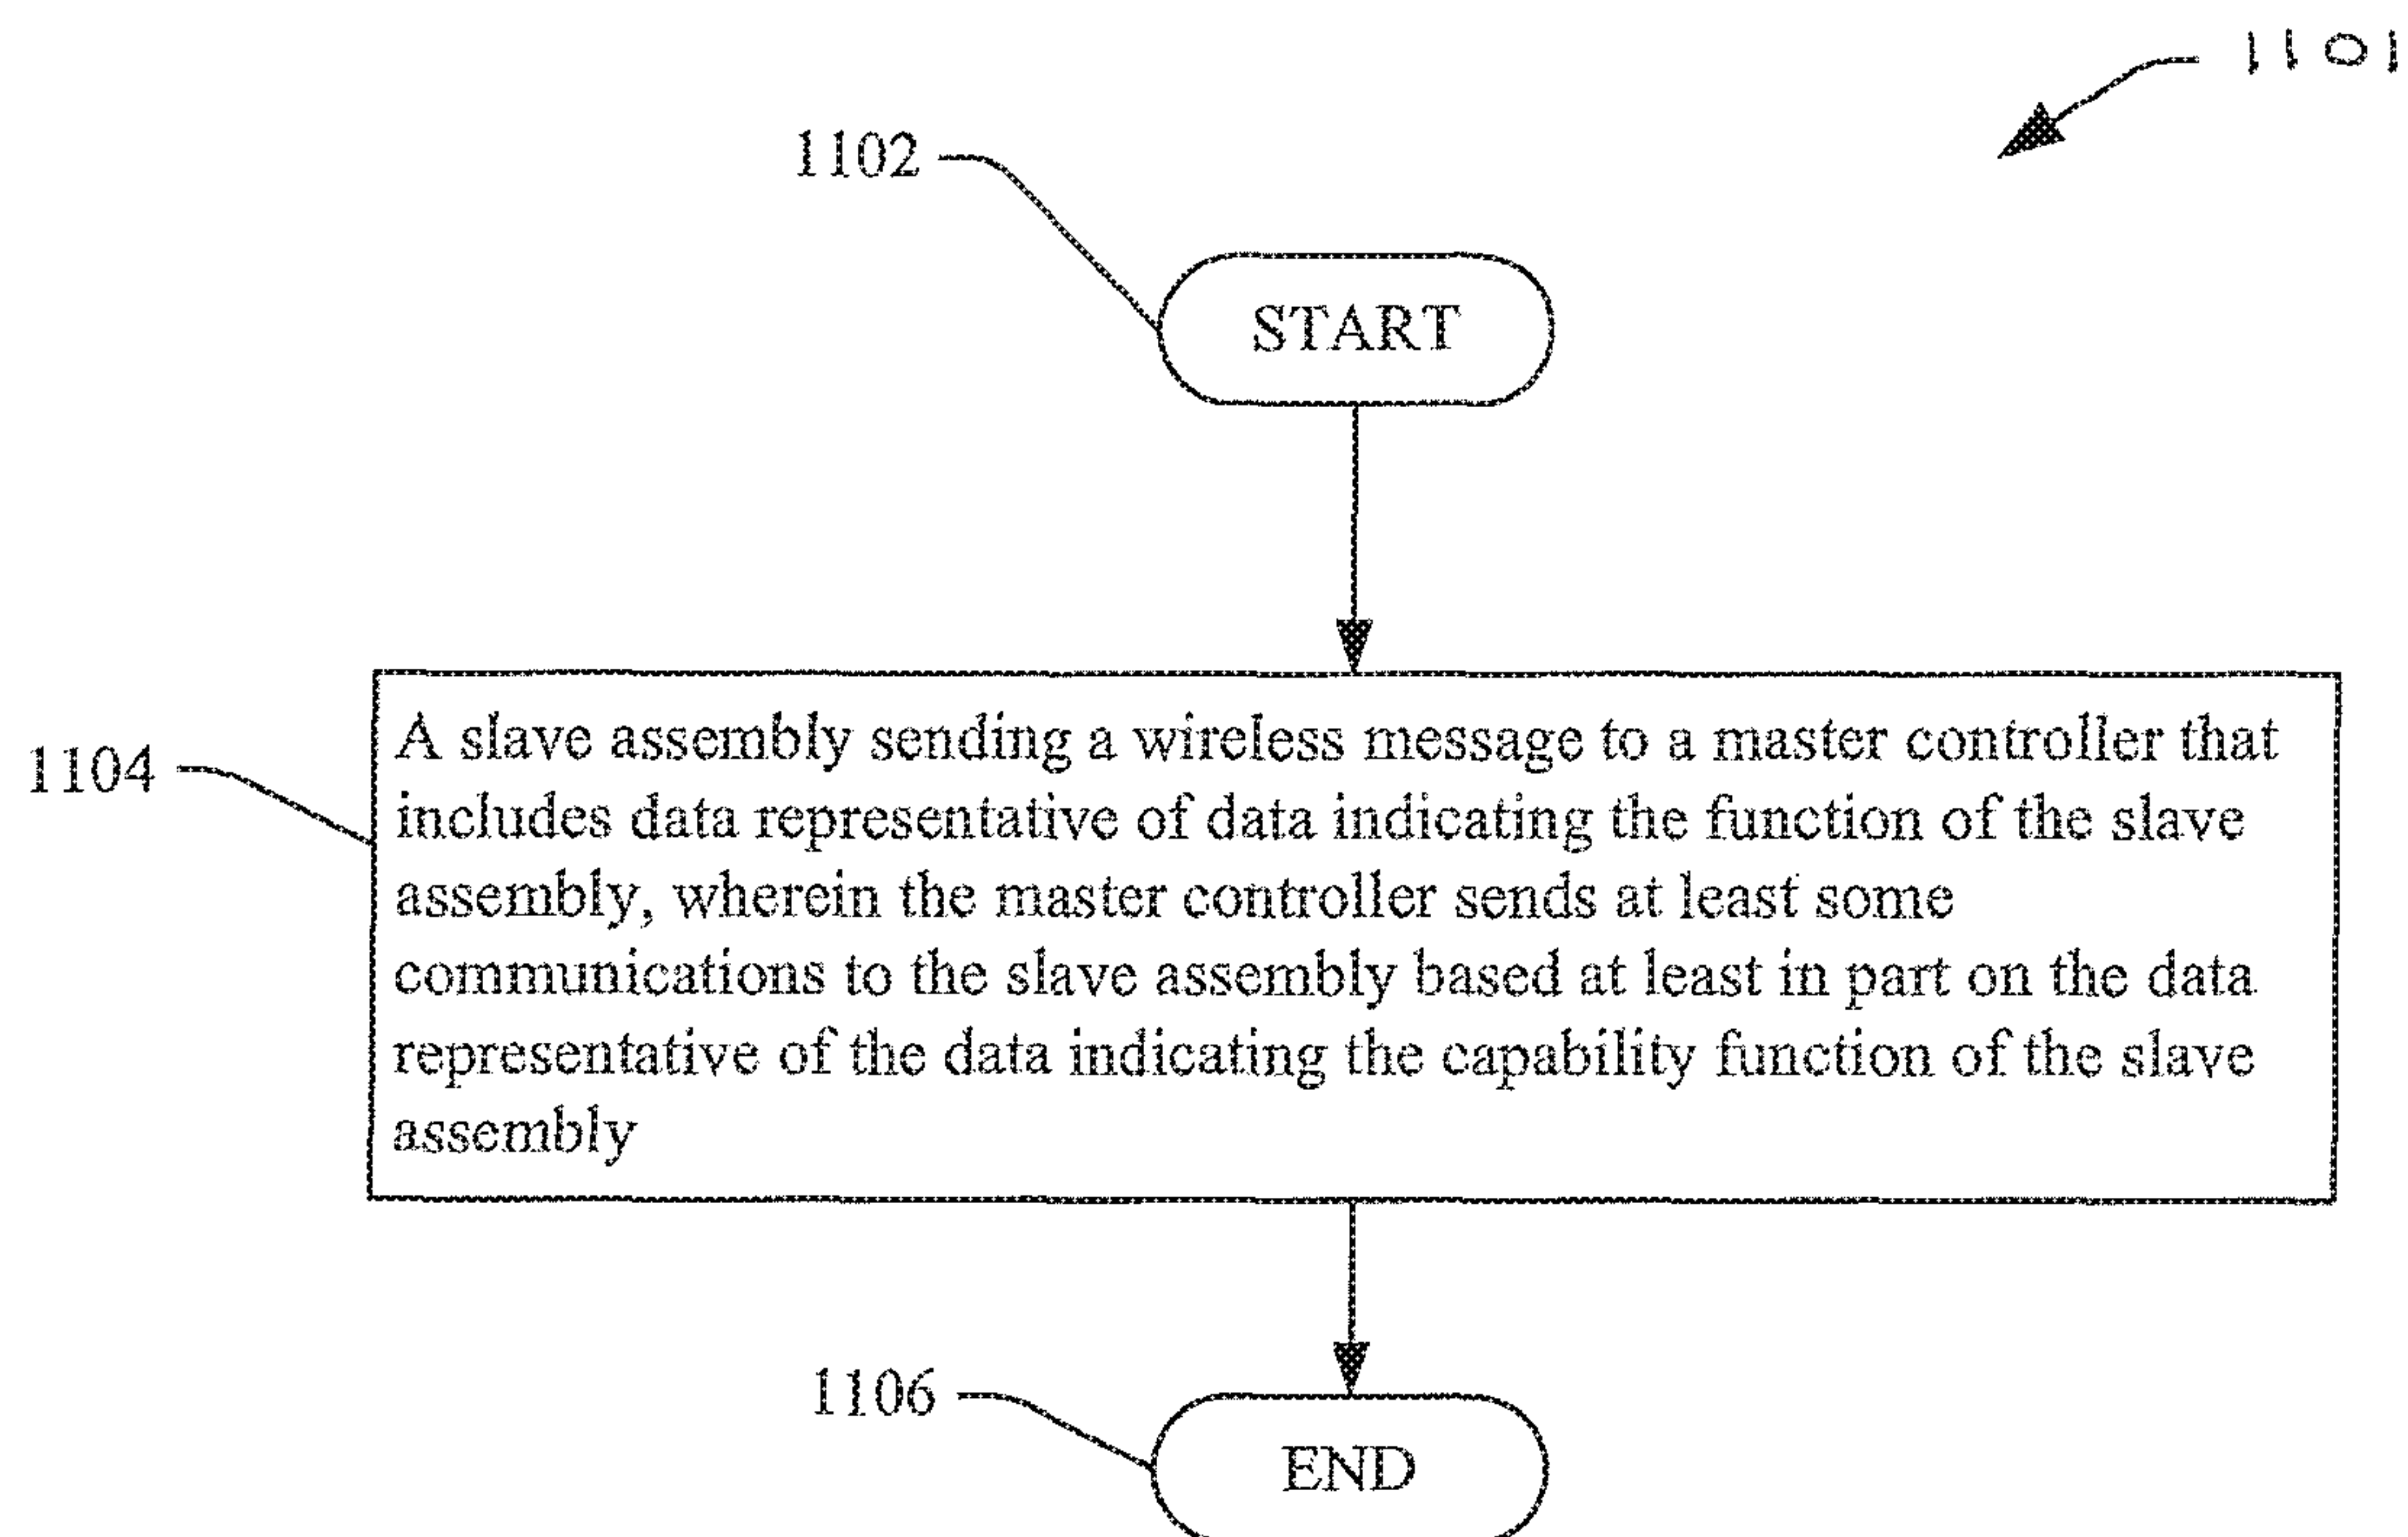 1101
1102
START
1104
A slave assembly sending a wireless message to a master controller that
includes data representative of data indicating the function of the slave
assembly, wherein the master controller sends at least some
communications to the slave assembly based at least in part on the data
representative of the data indicating the capability function of the slave
assembly
1106
END